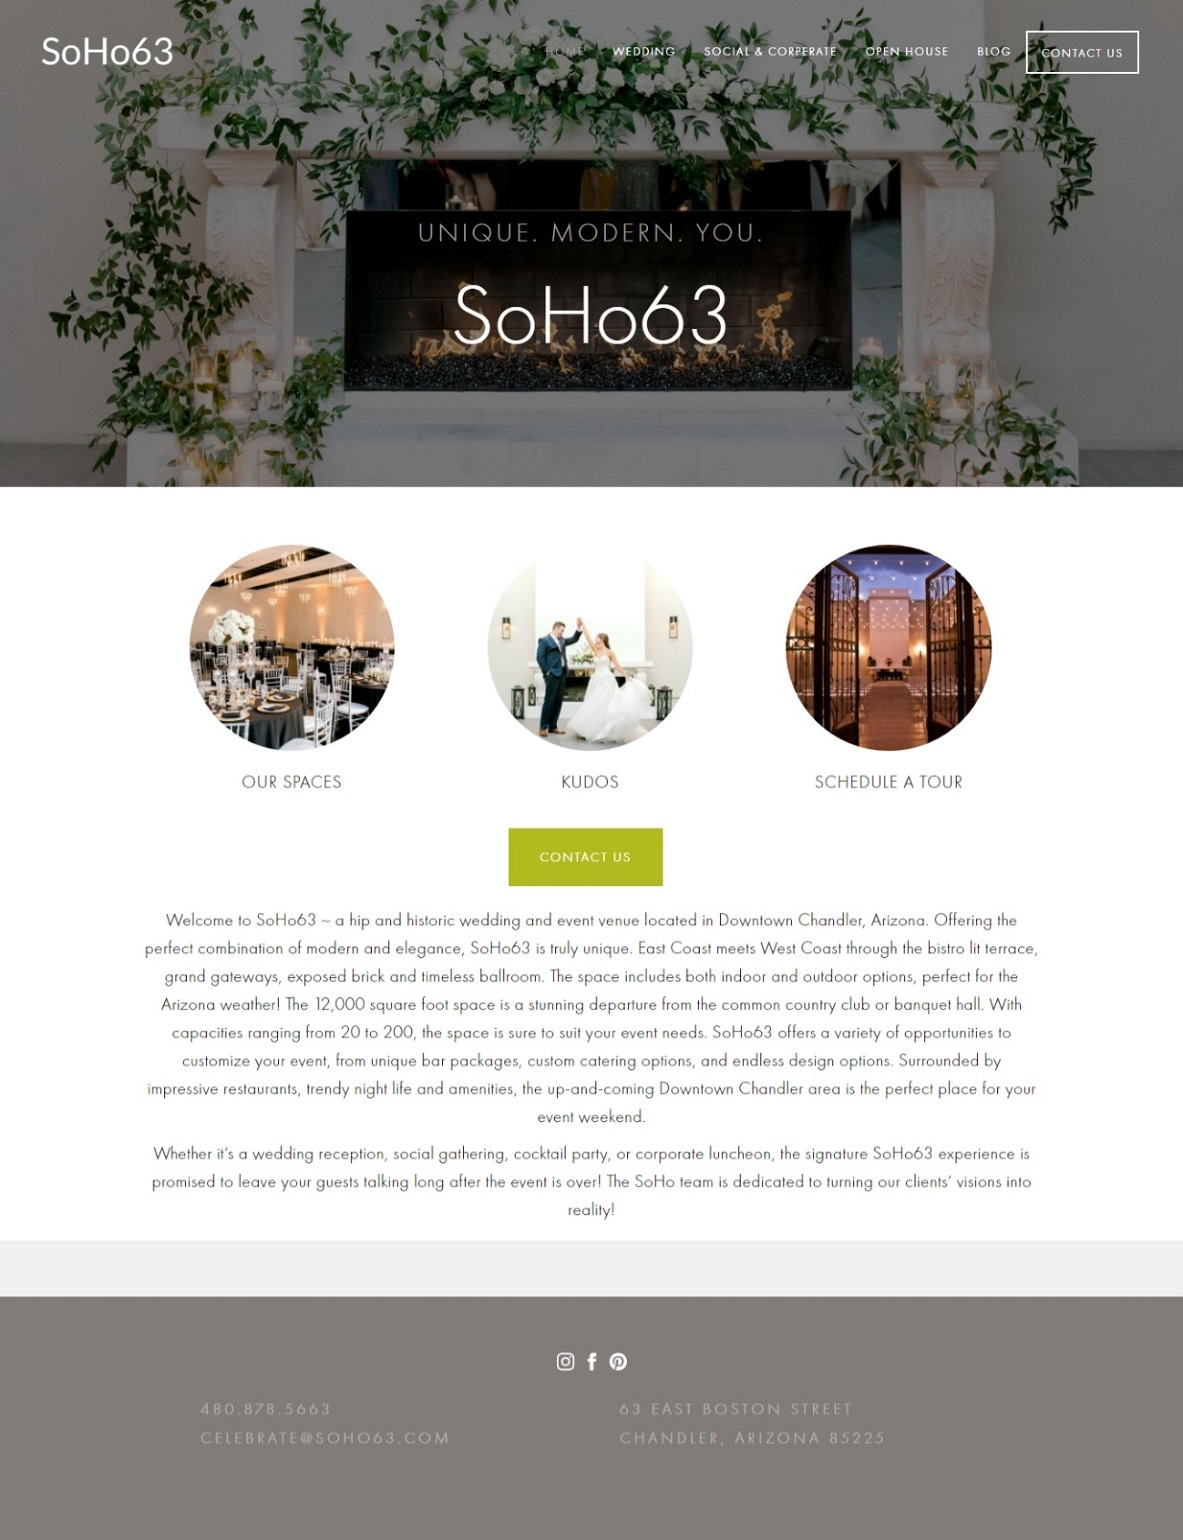 SoHo63
HOME
WEDDING
SOCIAL & CORPERATE
OPEN HOUSE
BLOG
CONTACT US
UNIQUE. MODERN. YOU.
SoHo63
OUR SPACES
KUDOS
SCHEDULE A TOUR
CONTACT US
Welcome to SoHo63 ~ a hip and historic wedding and event venue located in Downtown Chandler, Arizona. Offering the
perfect combination of modern and elegance, SoHo63 is truly unique. East Coast meets West Coast through the bistro lit terrace,
grand gateways, exposed brick and timeless ballroom. The space includes both indoor and outdoor options, perfect for the
Arizona weather! The 12,000 square foot space is a stunning departure from the common country club or banquet hall. With
capacities ranging from 20 to 200, the space is sure to suit your event needs. SoHo63 offers a variety of opportunities to
customize your event, from unique bar packages, custom catering options, and endless design options. Surrounded by
impressive restaurants, trendy night life and amenities, the up-and-coming Downtown Chandler area is the perfect place for your
event weekend.
Whether it's a wedding reception, social gathering, cocktail party, or corporate luncheon, the signature SoHo63 experience is
promised to leave your guests talking long after the event is over! The SoHo team is dedicated to turning our clients' visions into
reality!
480.878.5663
CELEBRATE@SOHO63.COM
63 EAST BOSTON STREET
CHANDLER, ARIZONA 85225